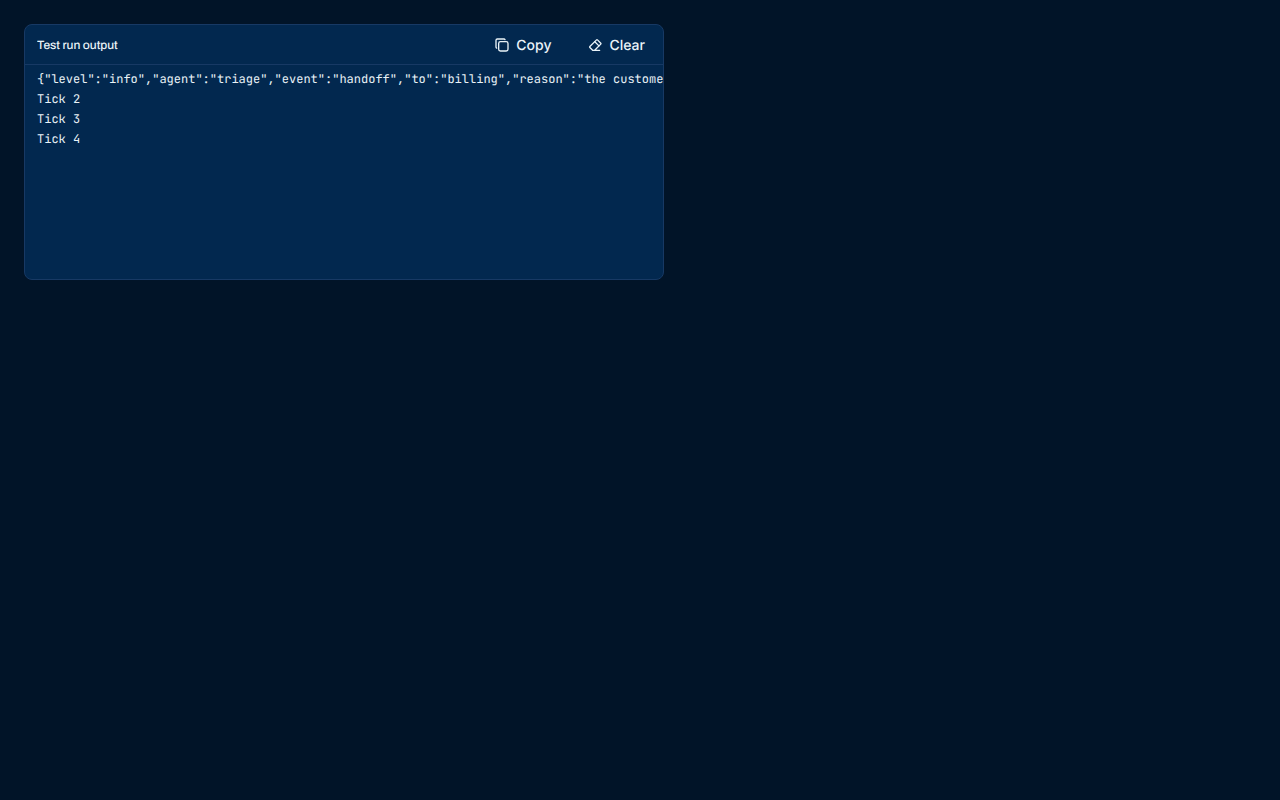 Test run output
Copy
Clear
{"level":"info","agent":"triage","event":"handoff","to":"billing","reason":"the custome
Tick 2
Tick 3
Tick 4